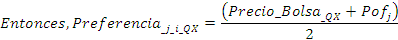 Entonces, Preferencia_j_i_QX = (Precio_Bolsa_QX + Pof_j) / 2